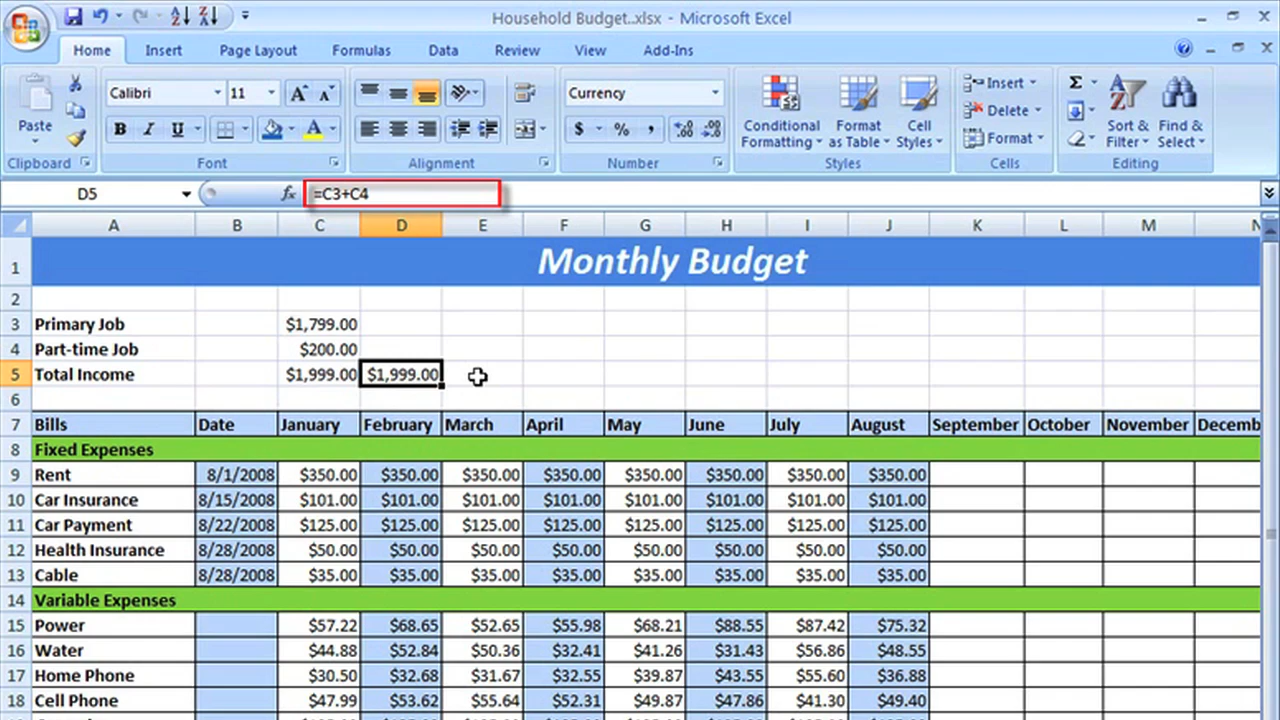 Household Budget..xlsx - Microsoft Excel
Home Insert Page Layout Formulas Data Review View Add-Ins
Calibri 11 Currency
Paste
Conditional Formatting
Format as Table
Cell Styles
Insert
Delete
Format
Sort & Filter
Find & Select
Clipboard Font Alignment Number Styles Cells Editing
D5 fx =C3+C4
A B C D E F G H I J K L M N
1 Monthly Budget
2
3 Primary Job $1,799.00
4 Part-time Job $200.00
5 Total Income $1,999.00 $1,999.00
6
7 Bills Date January February March April May June July August September October November Decemb
8 Fixed Expenses
9 Rent 8/1/2008 $350.00 $350.00 $350.00 $350.00 $350.00 $350.00 $350.00 $350.00
10 Car Insurance 8/15/2008 $101.00 $101.00 $101.00 $101.00 $101.00 $101.00 $101.00 $101.00
11 Car Payment 8/22/2008 $125.00 $125.00 $125.00 $125.00 $125.00 $125.00 $125.00 $125.00
12 Health Insurance 8/28/2008 $50.00 $50.00 $50.00 $50.00 $50.00 $50.00 $50.00 $50.00
13 Cable 8/28/2008 $35.00 $35.00 $35.00 $35.00 $35.00 $35.00 $35.00 $35.00
14 Variable Expenses
15 Power $57.22 $68.65 $52.65 $55.98 $68.21 $88.55 $87.42 $75.32
16 Water $44.88 $52.84 $50.36 $32.41 $41.26 $31.43 $56.86 $48.55
17 Home Phone $30.50 $32.68 $31.67 $32.55 $39.87 $43.55 $55.60 $36.88
18 Cell Phone $47.99 $53.62 $55.64 $52.31 $49.87 $47.86 $41.30 $49.40